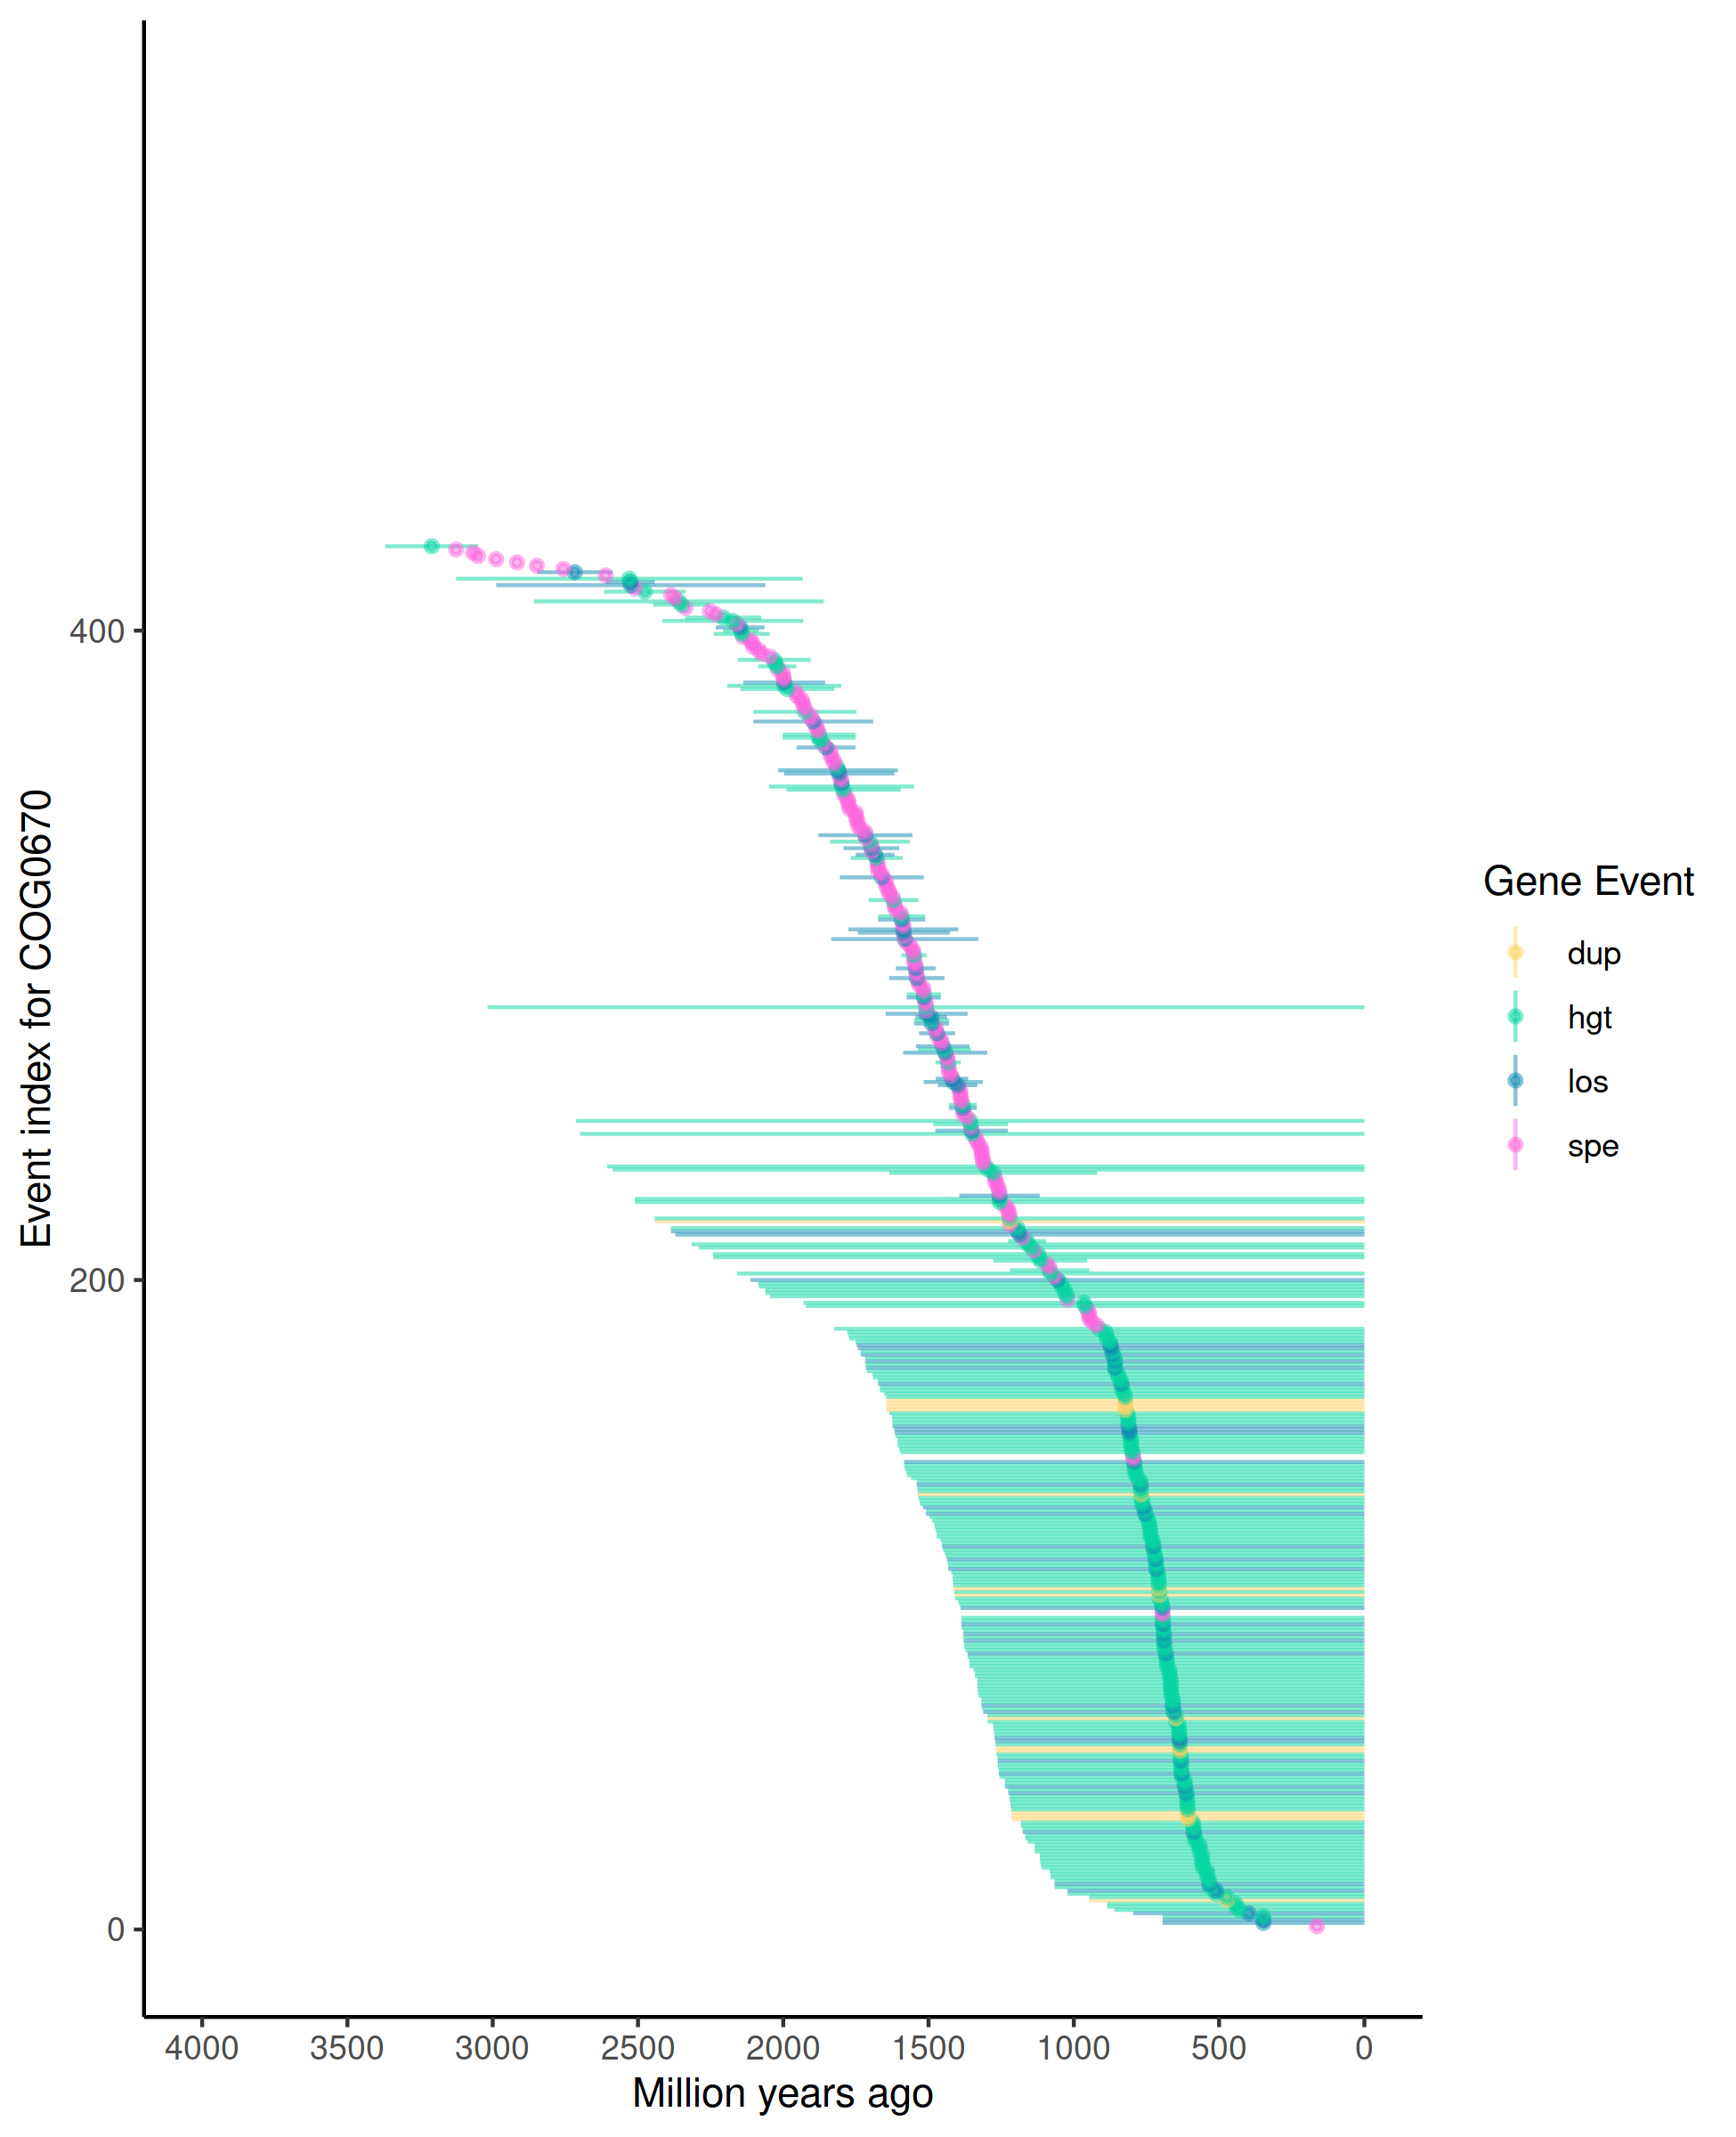 Event index for COG0670
400
200
0
4000 3500 3000 2500 2000 1500 1000 500 0
Million years ago
Gene Event
dup
hgt
los
spe